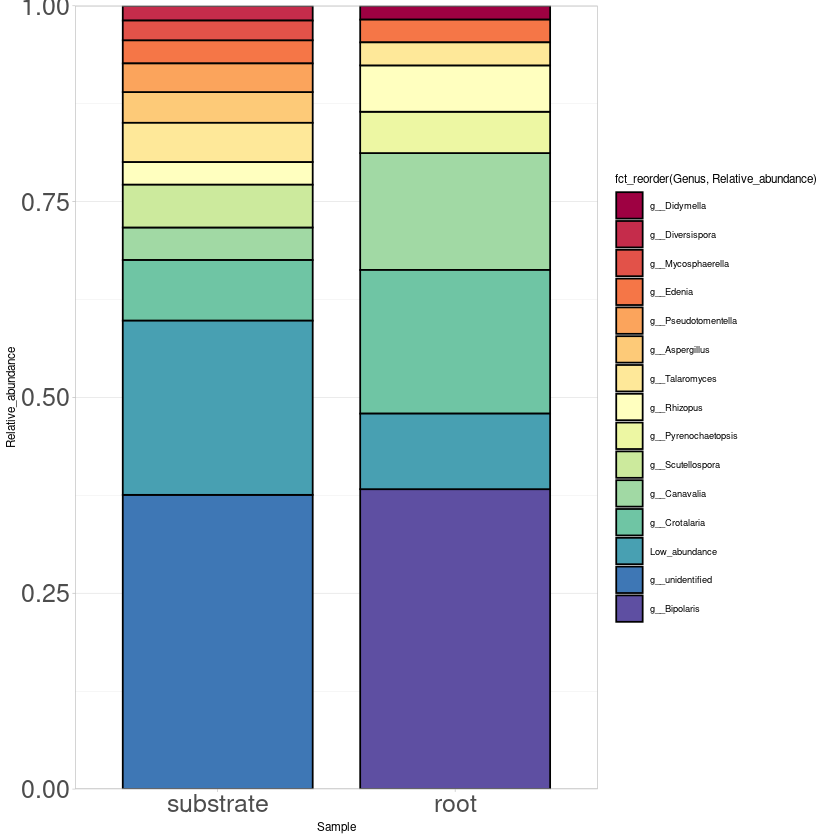 1.00
0.75
0.50
0.25
0.00
Relative_abundance
substrate root
Sample
fct_reorder(Genus, Relative_abundance)
g__Didymella
g__Diversispora
g__Mycosphaerella
g__Edenia
g__Pseudotomentella
g__Aspergillus
g__Talaromyces
g__Rhizopus
g__Pyrenochaetopsis
g__Scutellospora
g__Canavalia
g__Crotalaria
Low_abundance
g__unidentified
g__Bipolaris